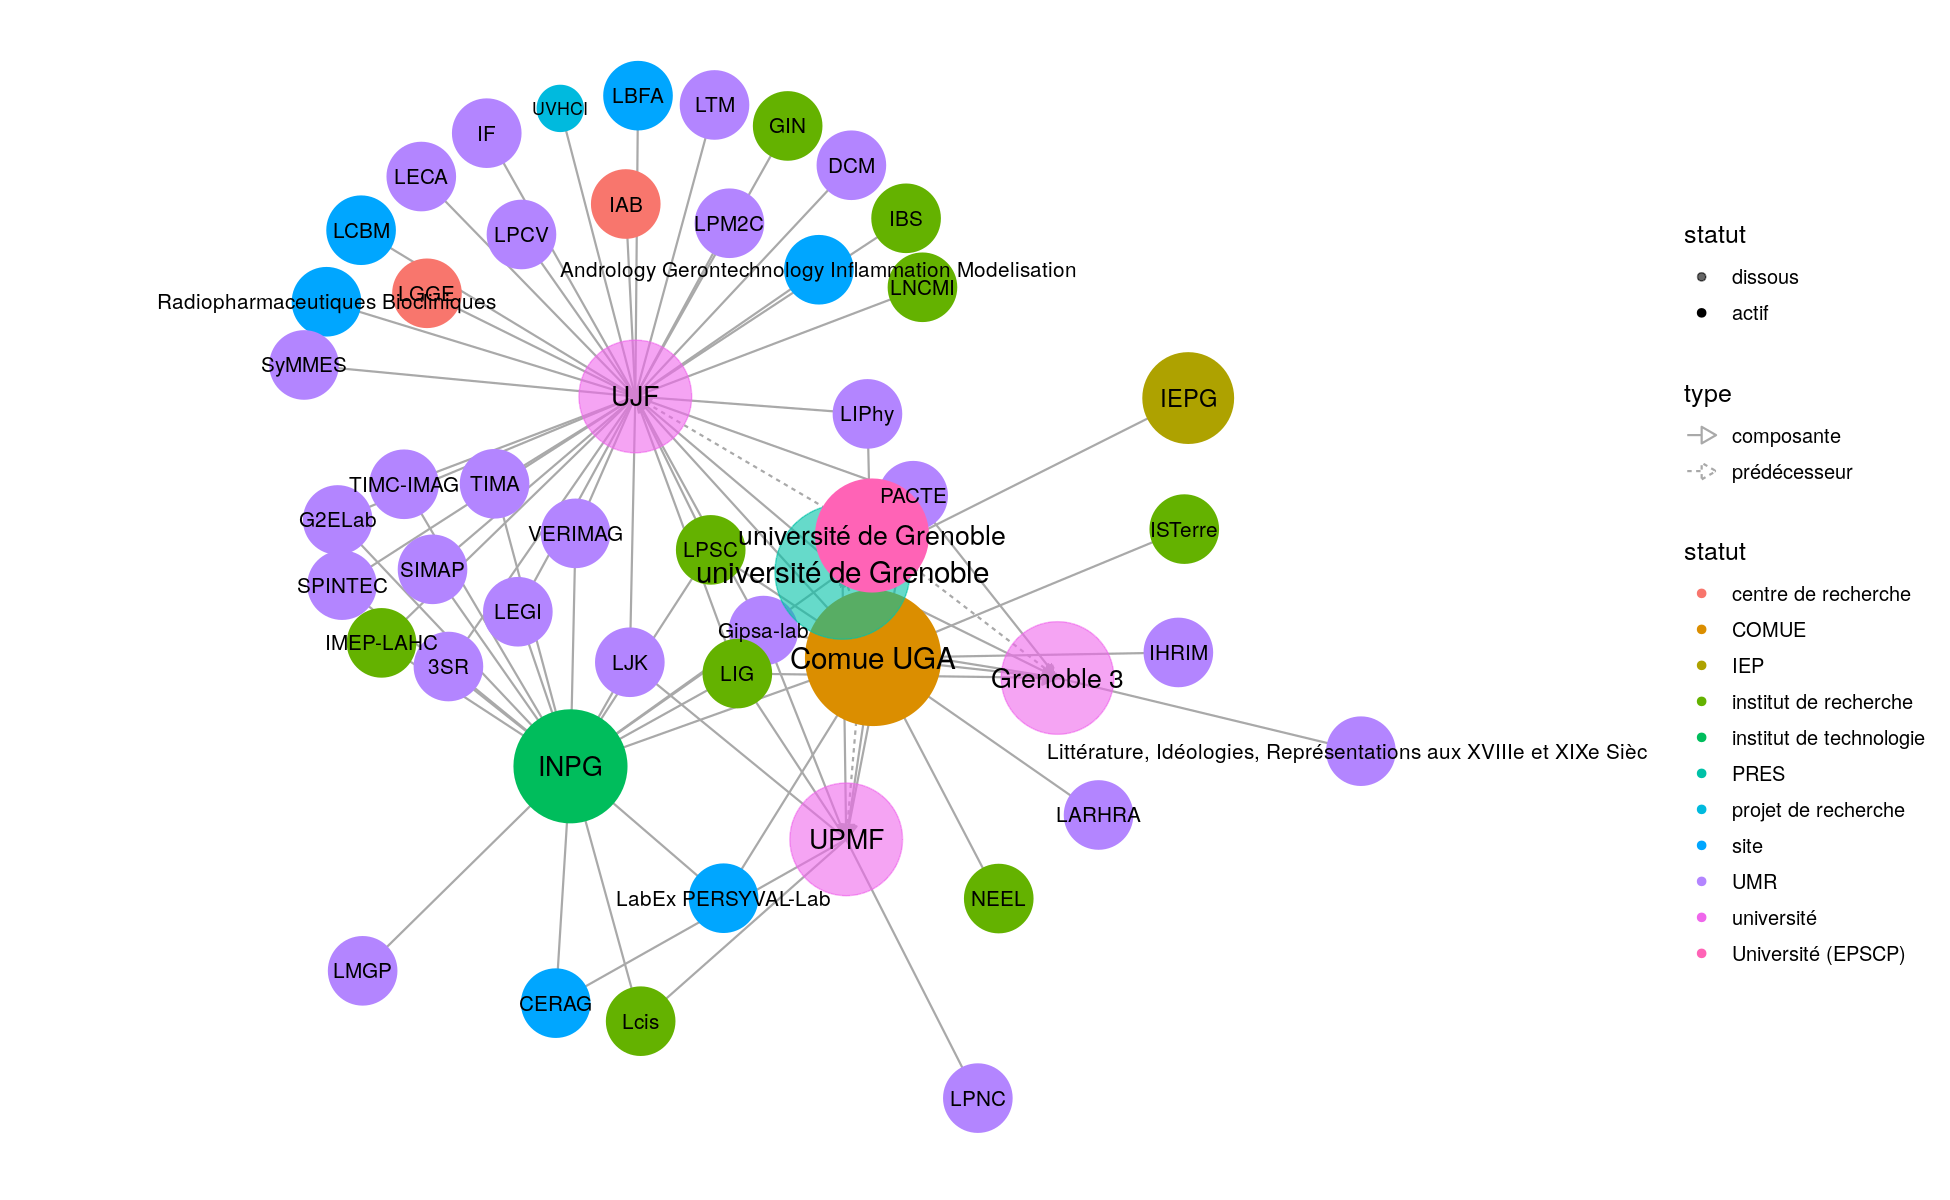 UVHCI
LBFA
LTM
GIN
IF
DCM
LECA
IAB
IBS
LPM2C
LCBM
LPCV
Andrology Gerontechnology Inflammation Modelisation
LNCMI
LGGE
Radiopharmaceutiques Biocliniques
SyMMES
UJF
IEPG
LIPhy
TIMC-IMAG
TIMA
PACTE
G2ELab
VERIMAG
université de Grenoble
ISTerre
LPSC
SIMAP
université de Grenoble
SPINTEC
LEGI
Gipsa-lab
IMEP-LAHC
IHRIM
3SR
LJK
Comue UGA
LIG
Grenoble 3
Littérature, Idéologies, Représentations aux XVIIIe et XIXe Sièc
INPG
LARHRA
UPMF
LabEx PERSYVAL-Lab
NEEL
LMGP
CERAG
Lcis
LPNC
statut
dissous
actif
type
composante
prédécesseur
statut
centre de recherche
COMUE
IEP
institut de recherche
institut de technologie
PRES
projet de recherche
site
UMR
université
Université (EPSCP)